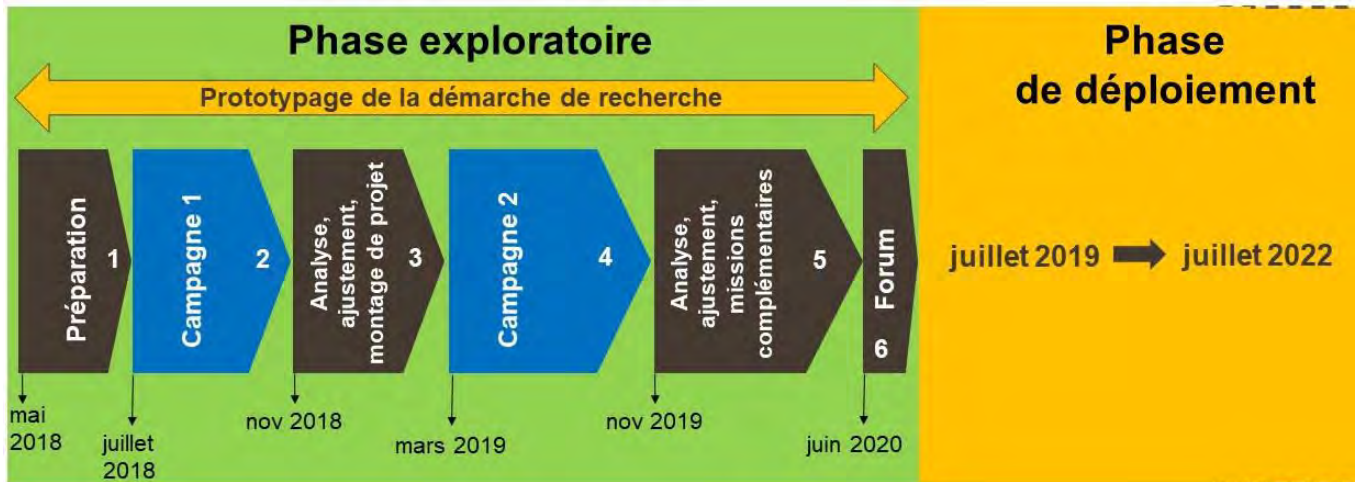 Phase exploratoire
Prototypage de la démarche de recherche
Préparation
1
Campagne 1
2
Analyse,
ajustement,
montage de projet
3
Campagne 2
4
Analyse,
ajustement,
missions
complémentaires
5
Forum
6
mai
2018
juillet
2018
nov 2018
mars 2019
nov 2019
juin 2020
Phase
de déploiement
juillet 2019
juillet 2022